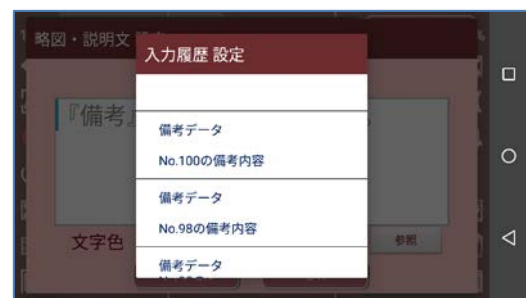 略図・説明文
入力履歴 設定
『備考』
備考データ
No.100の備考内容
備考データ
No.98の備考内容
備考データ
文字色
参照